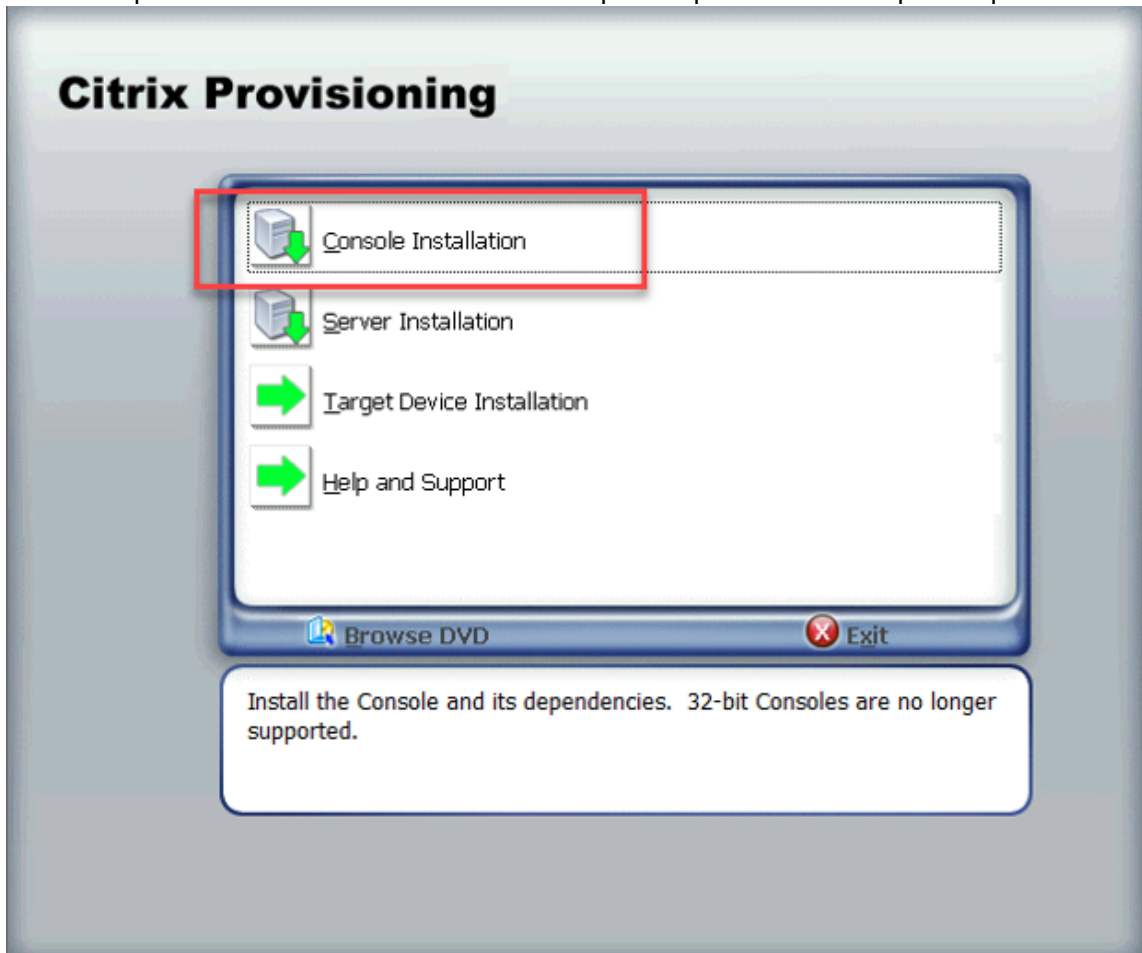 Citrix Provisioning
Console Installation
Server Installation
Target Device Installation
Help and Support
Browse DVD
Exit
Install the Console and its dependencies.  32-bit Consoles are no longer
supported.